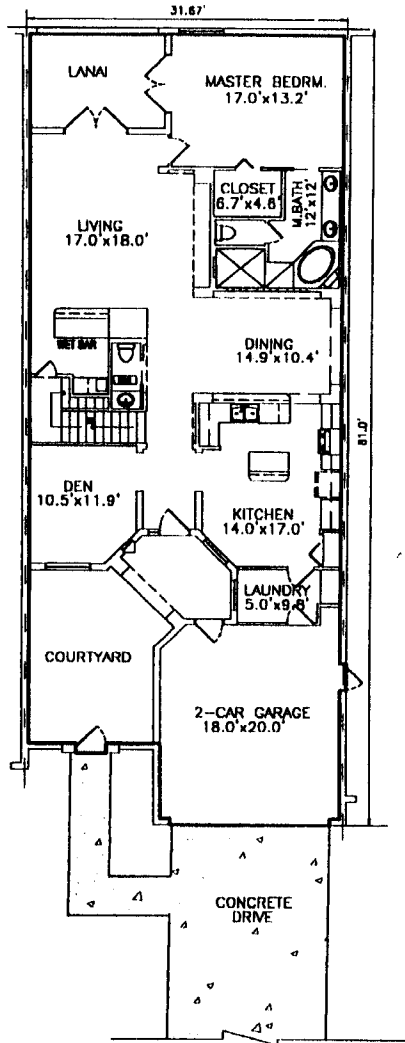 31.67'
LANAI
MASTER BEDRM.
17.0'x13.2'
CLOSET
6.7'x4.6'
M.BATH
12'x12'
LIVING
17.0'x18.0'
WET BAR
DINING
14.9'x10.4'
81.0'
DEN
10.5'x11.9'
KITCHEN
14.0'x17.0'
LAUNDRY
5.0'x9.8'
COURTYARD
2-CAR GARAGE
18.0'x20.0'
CONCRETE
DRIVE